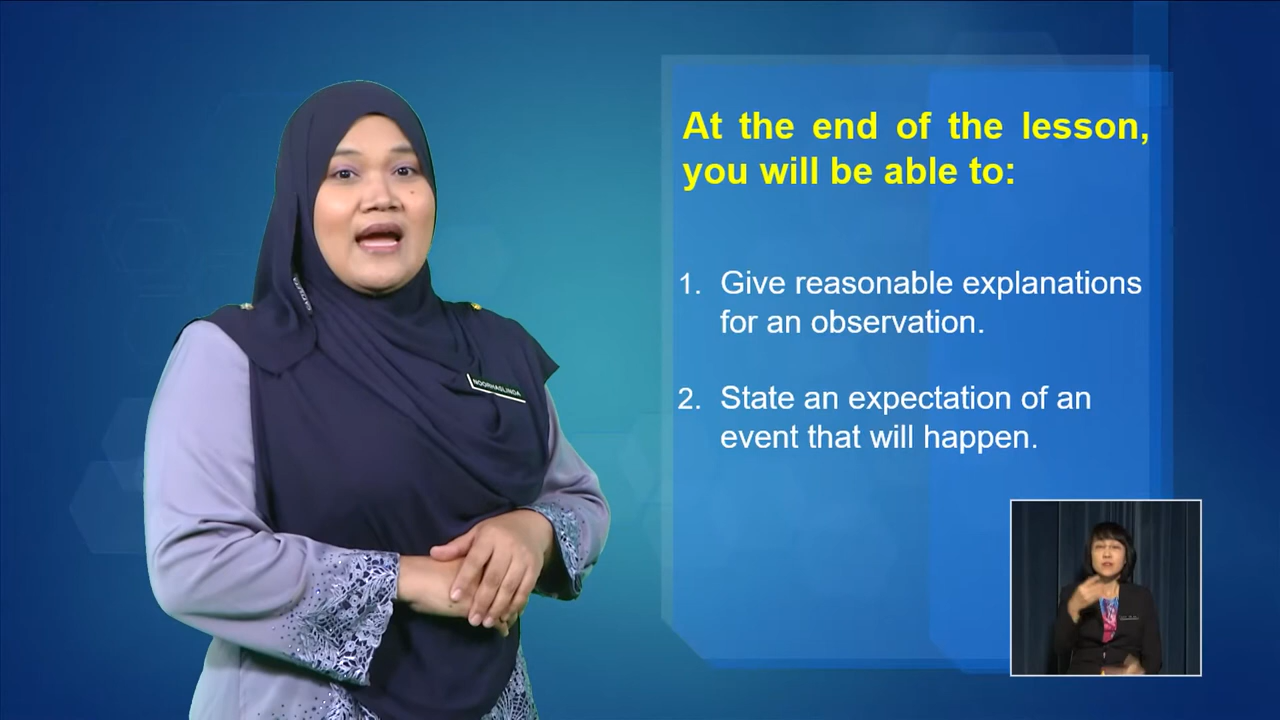 At the end of the lesson,
you will be able to:
1. Give reasonable explanations
for an observation.
2. State an expectation of an
event that will happen.
NOORHASLINDA